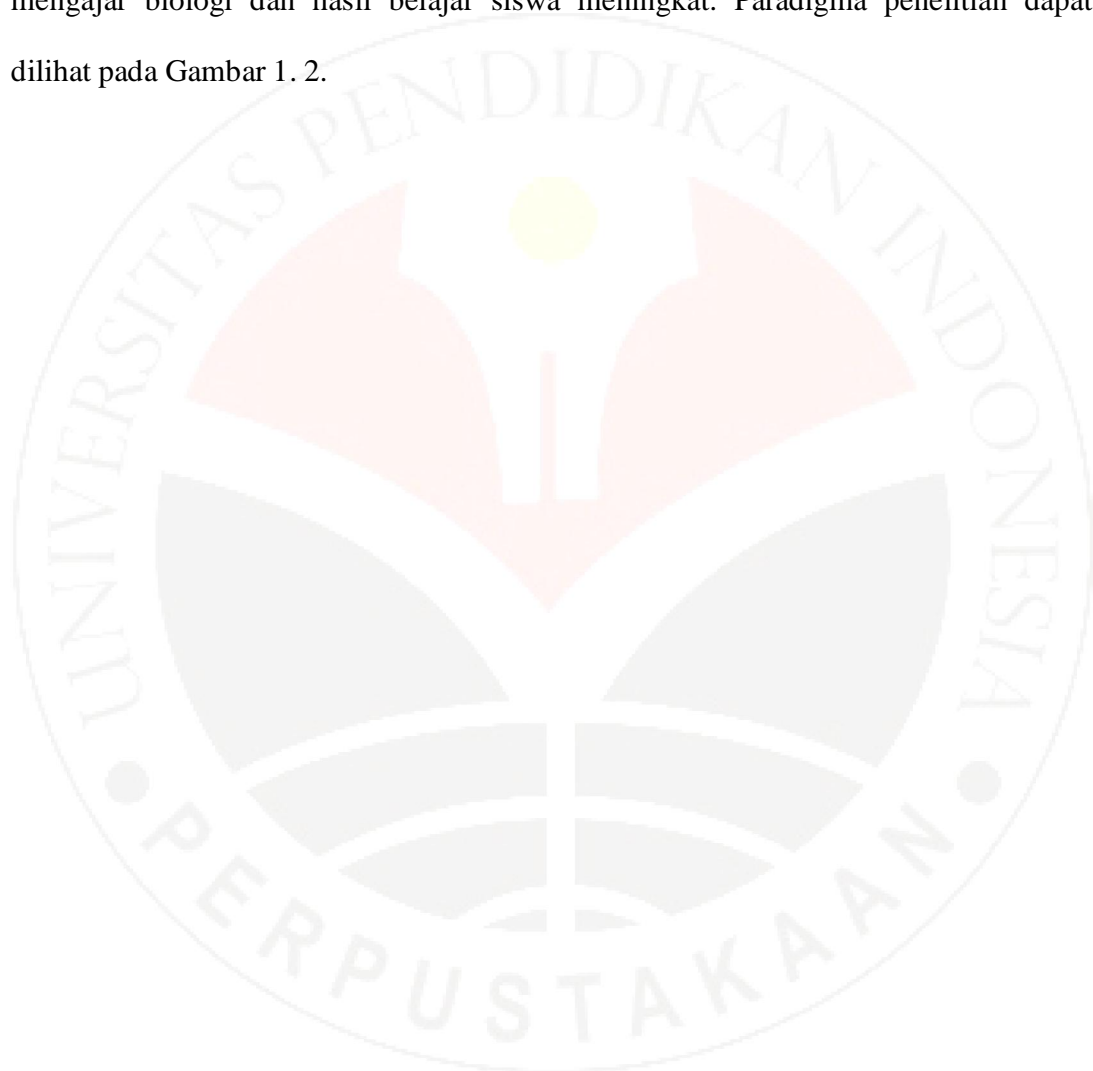 mengajar biologi dan hasil belajar siswa meningkat. Paradigma penelitian dapat
dilihat pada Gambar 1. 2.
UNIVERSITAS PENDIDIKAN INDONESIA
PERPUSTAKAAN